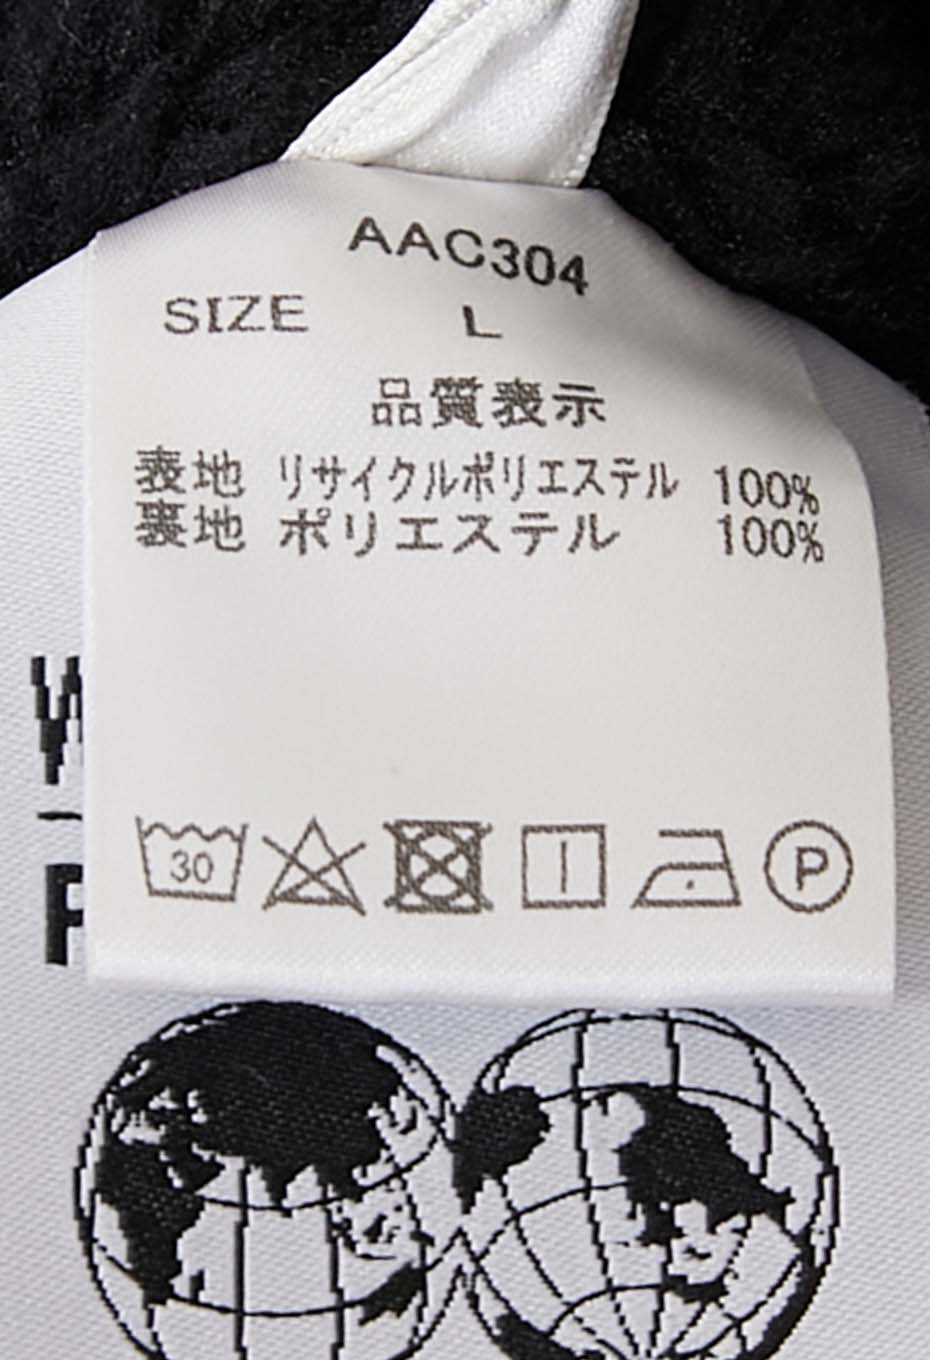 AAC304
SIZE L
品質表示
表地 リサイクルポリエステル 100%
裏地 ポリエステル 100%
30
P
W
P